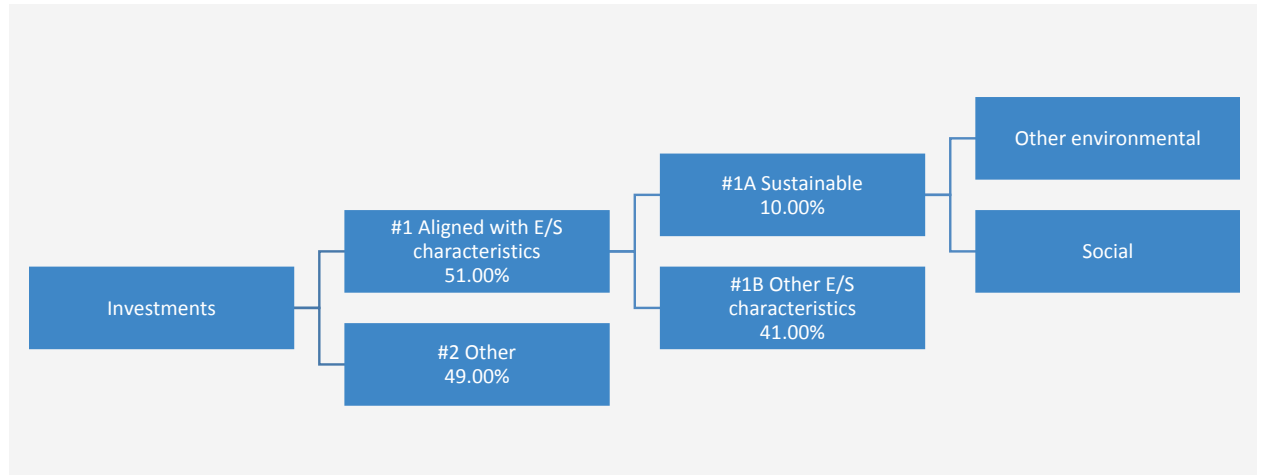 Investments
#1 Aligned with E/S
characteristics
51.00%
#2 Other
49.00%
#1A Sustainable
10.00%
#1B Other E/S
characteristics
41.00%
Other environmental
Social